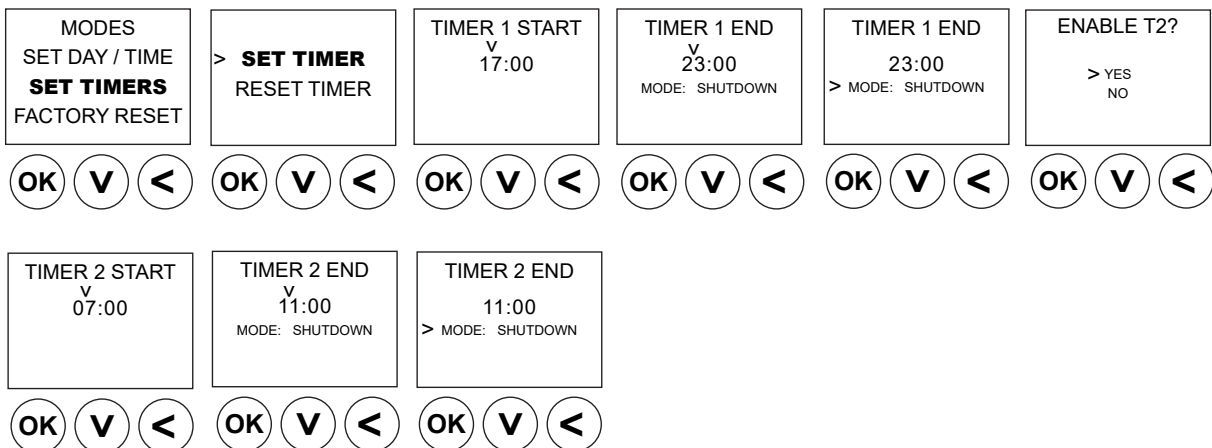 MODES
SET DAY / TIME
SET TIMERS
FACTORY RESET
OK V <
> SET TIMER
RESET TIMER
OK V <
TIMER 1 START
v
17:00
OK V <
TIMER 1 END
v
23:00
MODE: SHUTDOWN
OK V <
TIMER 1 END
23:00
> MODE: SHUTDOWN
OK V <
ENABLE T2?
> YES
NO
OK V <
TIMER 2 START
v
07:00
OK V <
TIMER 2 END
v
11:00
MODE: SHUTDOWN
OK V <
TIMER 2 END
11:00
> MODE: SHUTDOWN
OK V <